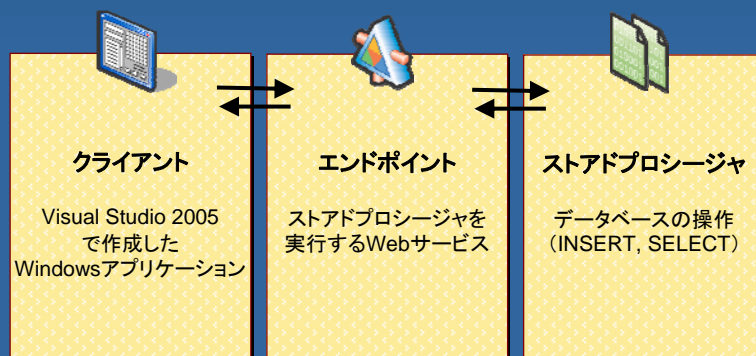 クライアント
Visual Studio 2005
で作成した
Windowsアプリケーション
エンドポイント
ストアドプロシージャを
実行するWebサービス
ストアドプロシージャ
データベースの操作
（INSERT, SELECT）